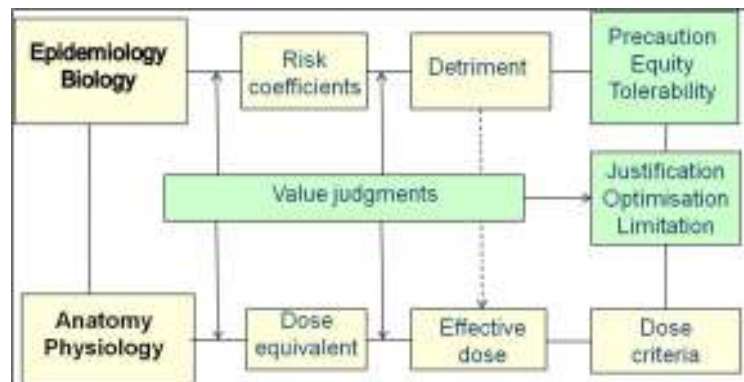 Epidemiology
Biology
Risk
coefficients
Detriment
Precaution
Equity
Tolerability
Value judgments
Justification
Optimisation
Limitation
Anatomy
Physiology
Dose
equivalent
Effective
dose
Dose
criteria